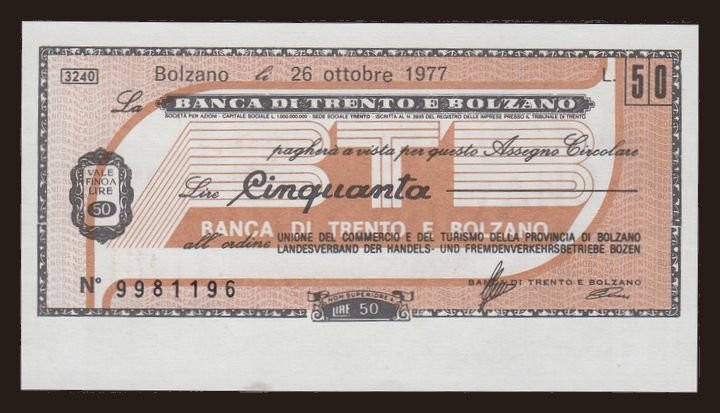 3240 Bolzano li 26 ottobre 1977 L. 50
La BANCA DI TRENTO E BOLZANO
SOCIETÀ PER AZIONI - CAPITALE SOCIALE L. 1.000.000.000 - SEDE SOCIALE TRENTO - ISCRITTA AL N. 3935 DEL REGISTRO DELLE IMPRESE PRESSO IL TRIBUNALE DI TRENTO
BTB
pagherà a vista per questo Assegno Circolare
VALE
FINO A
LIRE
50
Lire Cinquanta
BANCA DI TRENTO E BOLZANO
all'ordine UNIONE DEL COMMERCIO E DEL TURISMO DELLA PROVINCIA DI BOLZANO
LANDESVERBAND DER HANDELS- UND FREMDENVERKEHRSBETRIEBE BOZEN
N° 9981196
BANCA DI TRENTO E BOLZANO
NON SUPERIORE A
LIRE 50